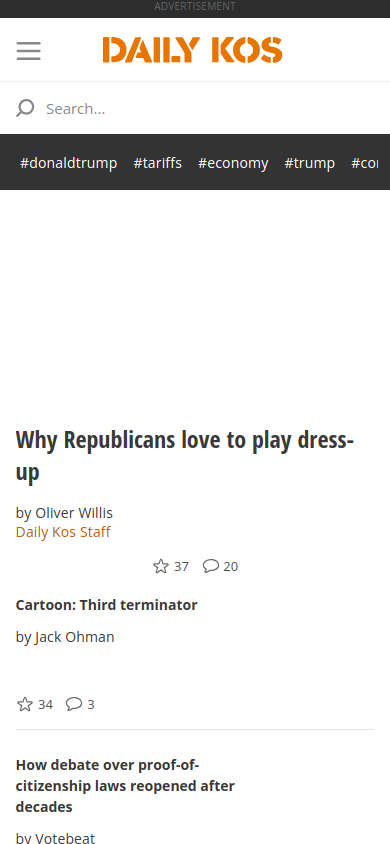 ADVERTISEMENT
DAILY KOS
Search...
#donaldtrump #tariffs #economy #trump
Why Republicans love to play dress-
up
by Oliver Willis
Daily Kos Staff
37 20
Cartoon: Third terminator
by Jack Ohman
34 3
How debate over proof-of-
citizenship laws reopened after
decades
by Votebeat